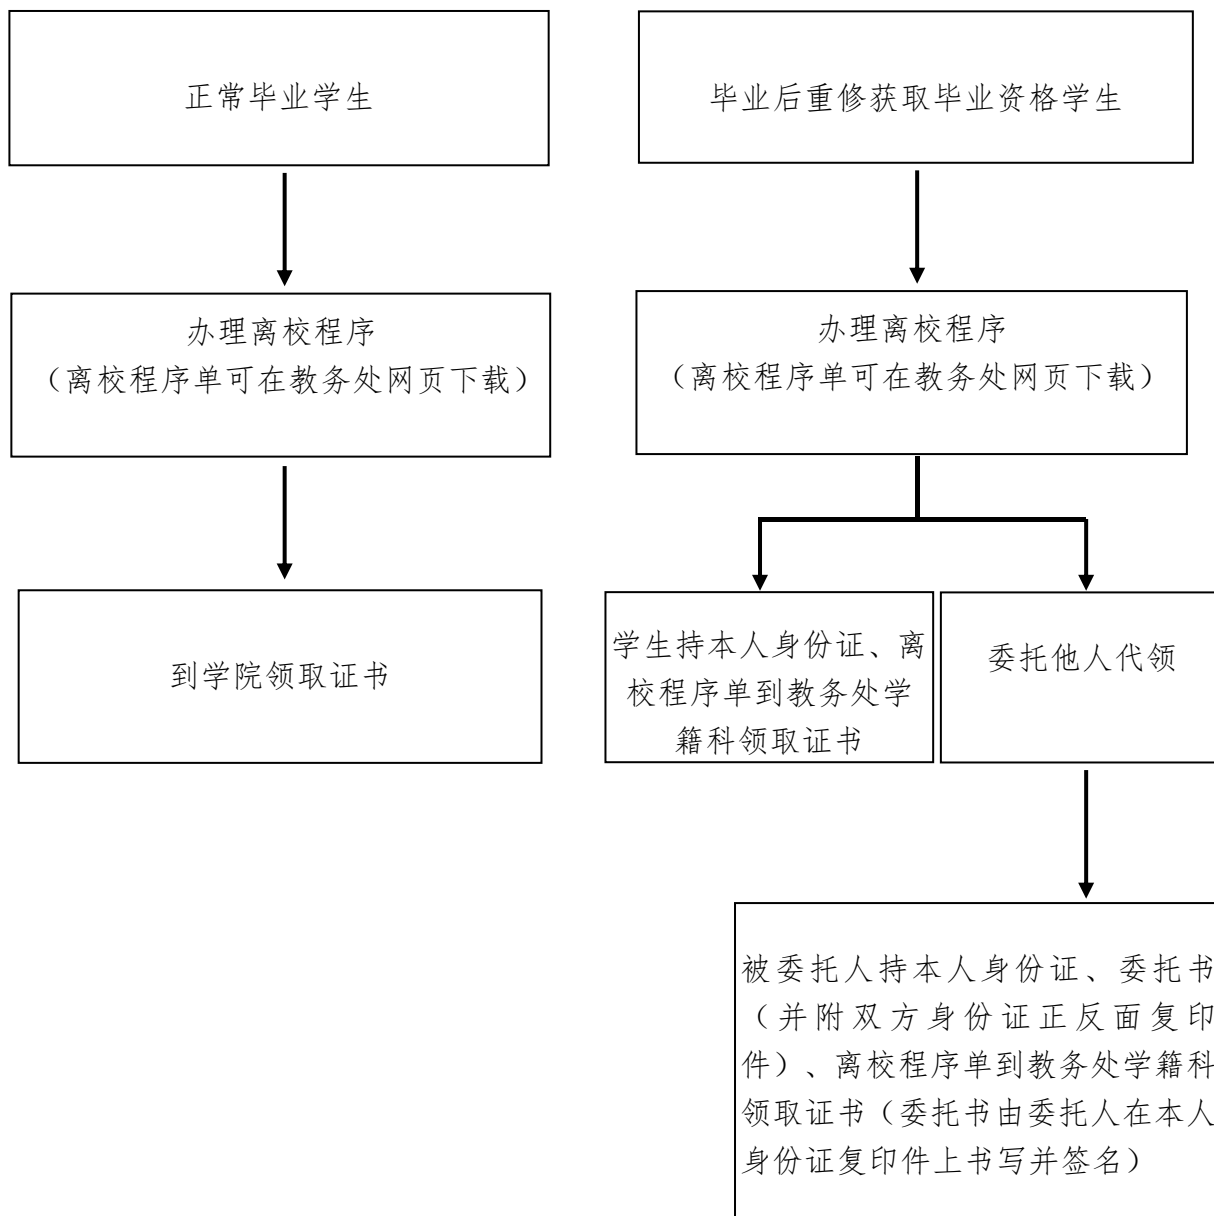 正常毕业学生
毕业后重修获取毕业资格学生
办理离校程序
（离校程序单可在教务处网页下载）
办理离校程序
（离校程序单可在教务处网页下载）
到学院领取证书
学生持本人身份证、离
校程序单到教务处学
籍科领取证书
委托他人代领
被委托人持本人身份证、委托书
（并附双方身份证正反面复印
件）、离校程序单到教务处学籍科
领取证书（委托书由委托人在本人
身份证复印件上书写并签名）